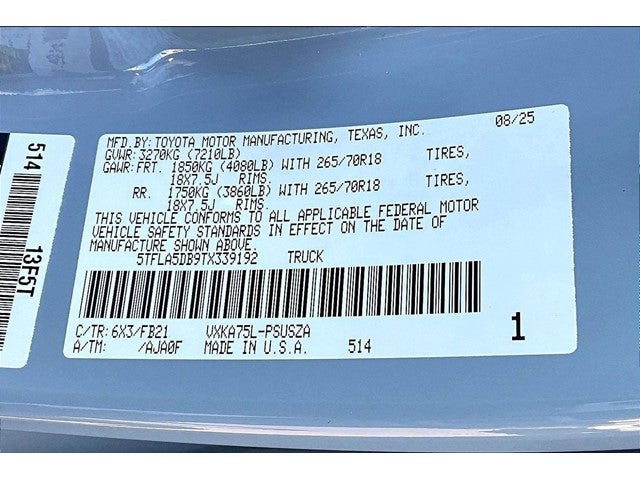 MFD.BY:TOYOTA MOTOR MANUFACTURING, TEXAS, INC. 08/25
GVWR: 3270KG (7210LB)
GAWR:FRT. 1850KG (4080LB) WITH 265/70R18 TIRES,
18X7.5J RIMS.
RR. 1750KG (3860LB) WITH 265/70R18 TIRES,
18X7.5J RIMS.
THIS VEHICLE CONFORMS TO ALL APPLICABLE FEDERAL MOTOR
VEHICLE SAFETY STANDARDS IN EFFECT ON THE DATE OF
MANUFACTURE SHOWN ABOVE.
5TFLA5DB9TX339192 TRUCK
C/TR: 6X3/FB21 VXKA75L-PSUSZA 1
A/TM: /AJA0F MADE IN U.S.A. 514
514 13F5T